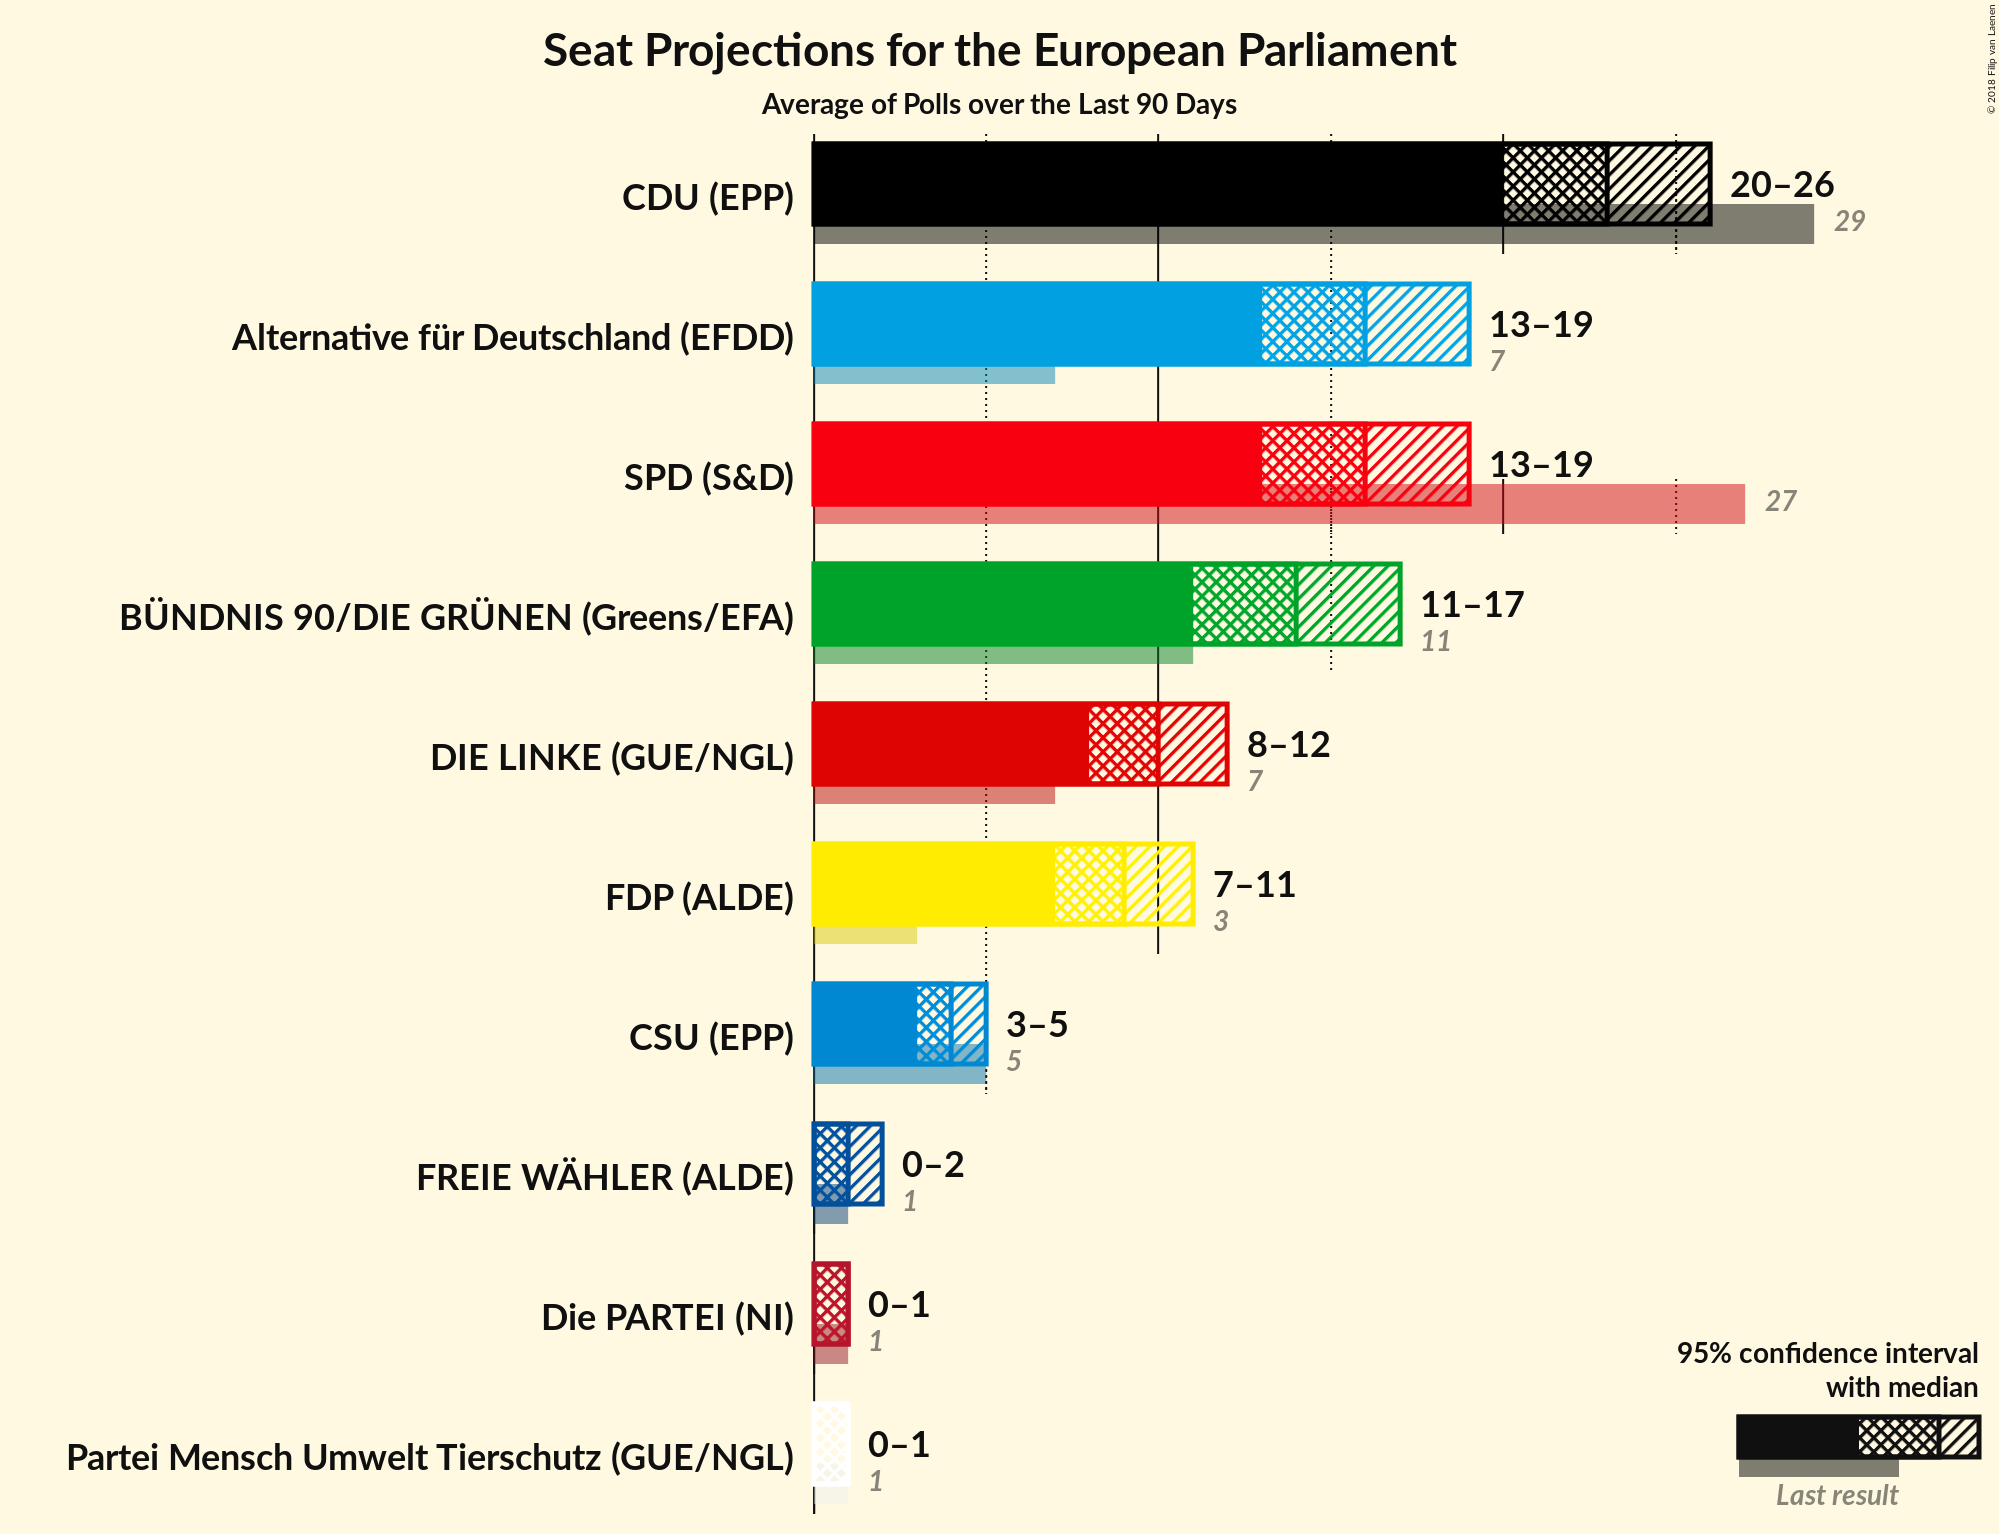 Seat Projections for the European Parliament
Average of Polls over the Last 90 Days
© 2018 Filip van Laenen
CDU (EPP)
20–26
29
Alternative für Deutschland (EFDD)
13–19
7
SPD (S&D)
13–19
27
BÜNDNIS 90/DIE GRÜNEN (Greens/EFA)
11–17
11
DIE LINKE (GUE/NGL)
8–12
7
FDP (ALDE)
7–11
3
CSU (EPP)
3–5
5
FREIE WÄHLER (ALDE)
0–2
1
Die PARTEI (NI)
0–1
1
Partei Mensch Umwelt Tierschutz (GUE/NGL)
0–1
1
95% confidence interval
with median
Last result